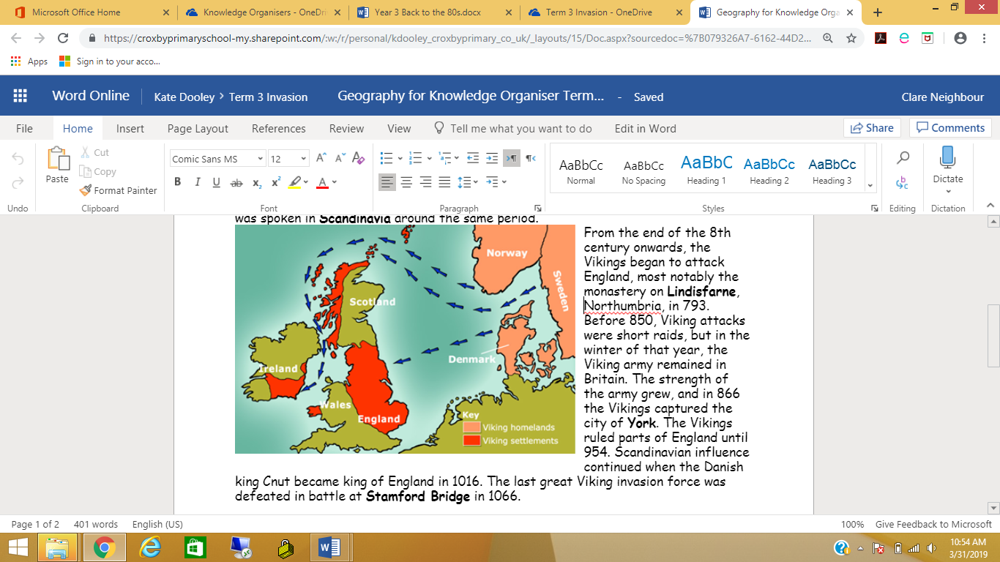 Microsoft Office Home
Knowledge Organisers - OneDri
Year 3 Back to the 80s.docx
Term 3 Invasion - OneDrive
Geography for Knowledge Orga
https://croxbyprimaryschool-my.sharepoint.com/:w:/r/personal/kdooley_croxbyprimary_co_uk/_layouts/15/Doc.aspx?sourcedoc=%7B079326A7-6162-44D2...
Apps
Sign in to your acco...
Word Online
Kate Dooley > Term 3 Invasion
Geography for Knowledge Organiser Term... - Saved
Clare Neighbour
File Home Insert Page Layout References Review View Tell me what you want to do Edit in Word
Share
Comments
Paste
Cut
Copy
Format Painter
Comic Sans MS
12
AaBbCc
Normal
AaBbCc
No Spacing
AaBbC
Heading 1
AaBbCc
Heading 2
AaBbCc
Heading 3
Dictate
Undo
Clipboard
Font
Paragraph
Styles
Editing
Dictation
was spoken in Scandinavia around the same period.
Norway
Sweden
Scotland
Denmark
Ireland
Wales
England
Key
Viking homelands
Viking settlements
From the end of the 8th
century onwards, the
Vikings began to attack
England, most notably the
monastery on Lindisfarne,
Northumbria, in 793.
Before 850, Viking attacks
were short raids, but in the
winter of that year, the
Viking army remained in
Britain. The strength of
the army grew, and in 866
the Vikings captured the
city of York. The Vikings
ruled parts of England until
954. Scandinavian influence
continued when the Danish
king Cnut became king of England in 1016. The last great Viking invasion force was
defeated in battle at Stamford Bridge in 1066.
Page 1 of 2
401 words
English (US)
100%
Give Feedback to Microsoft
10:54 AM
3/31/2019